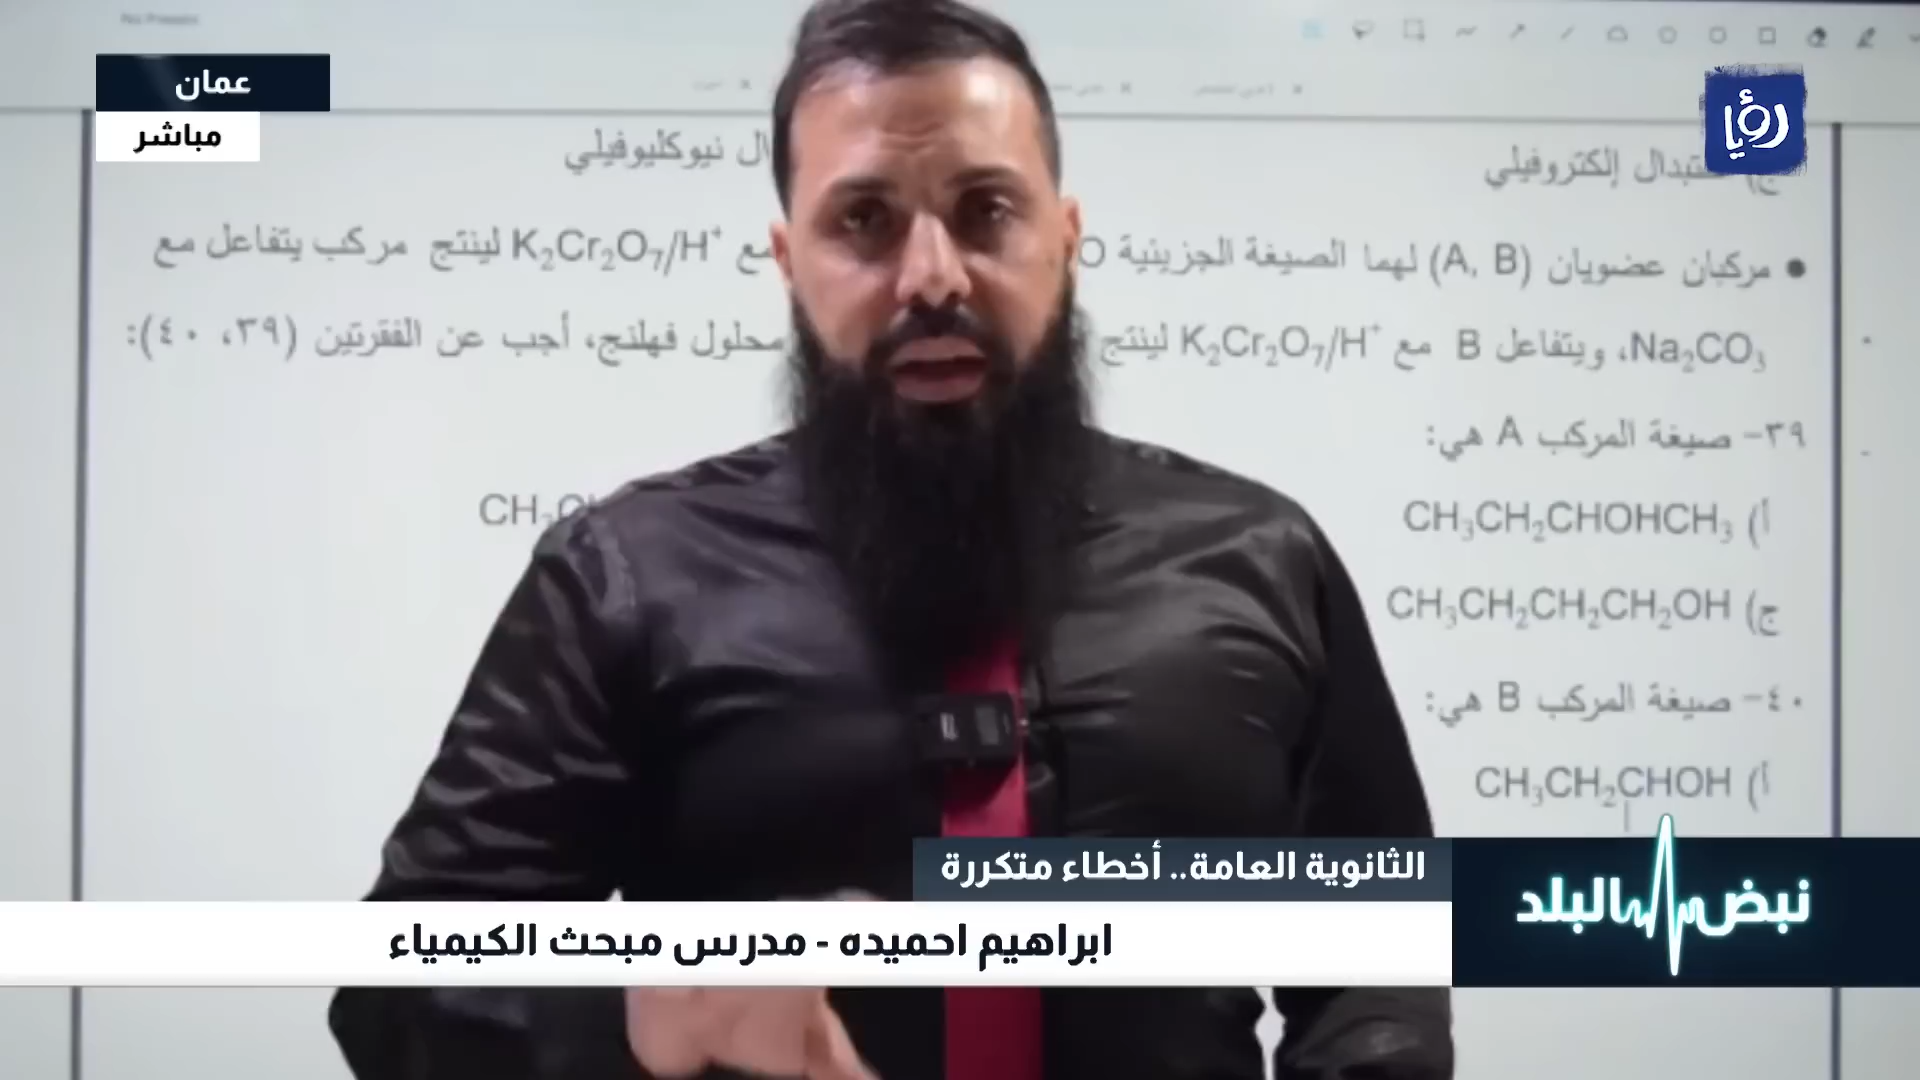 No Present
عمان
مباشر
رؤيا
ج) إلكتروفيلي
نيوكليوفيلي
• مركبان عضويان (A, B) لهما الصيغة الجزيئية
مع K₂Cr₂O₇/H⁺ لينتج مركب يتفاعل مع
Na₂CO₃، ويتفاعل B مع K₂Cr₂O₇/H⁺ لينتج
محلول فهلنج، أجب عن الفقرتين (٣٩، ٤٠):
٣٩- صيغة المركب A هي:
أ) CH₃CH₂CHOHCH₃
ج) CH₃CH₂CH₂CH₂OH
٤٠- صيغة المركب B هي:
أ) CH₃CH₂CHOH
الثانوية العامة.. أخطاء متكررة
نبض البلد
ابراهيم احميده - مدرس مبحث الكيمياء